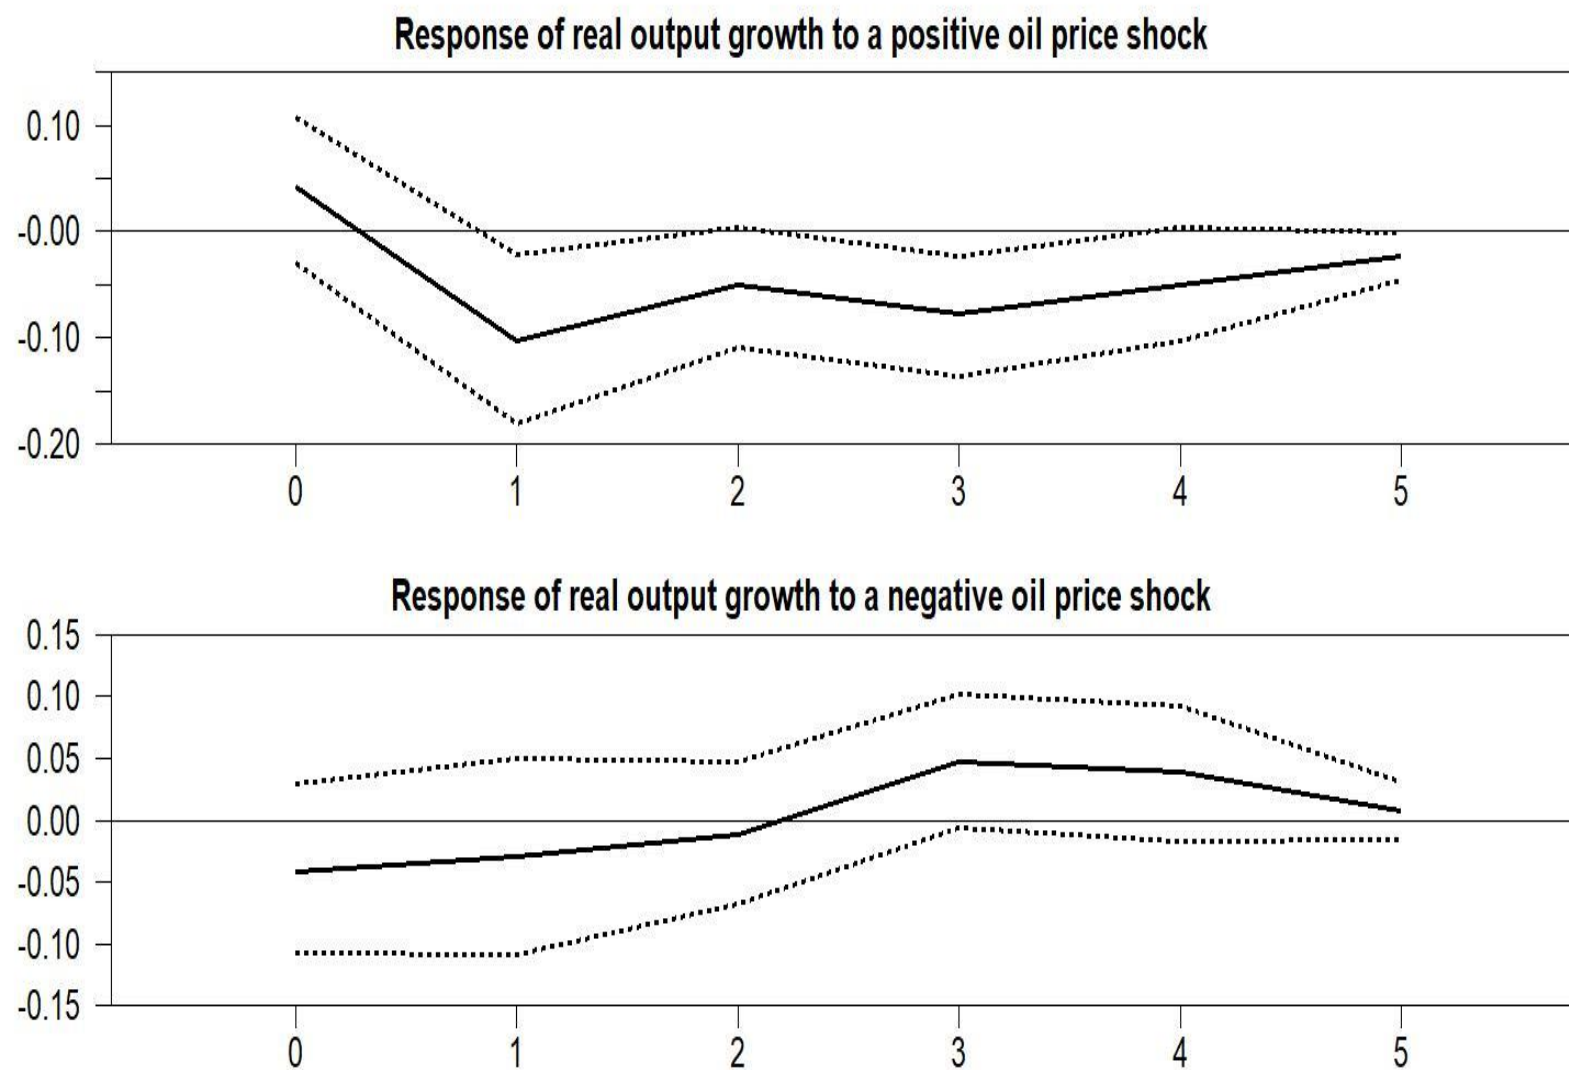 Response of real output growth to a positive oil price shock
0.10
-0.00
-0.10
-0.20
0 1 2 3 4 5
Response of real output growth to a negative oil price shock
0.15
0.10
0.05
0.00
-0.05
-0.10
-0.15
0 1 2 3 4 5